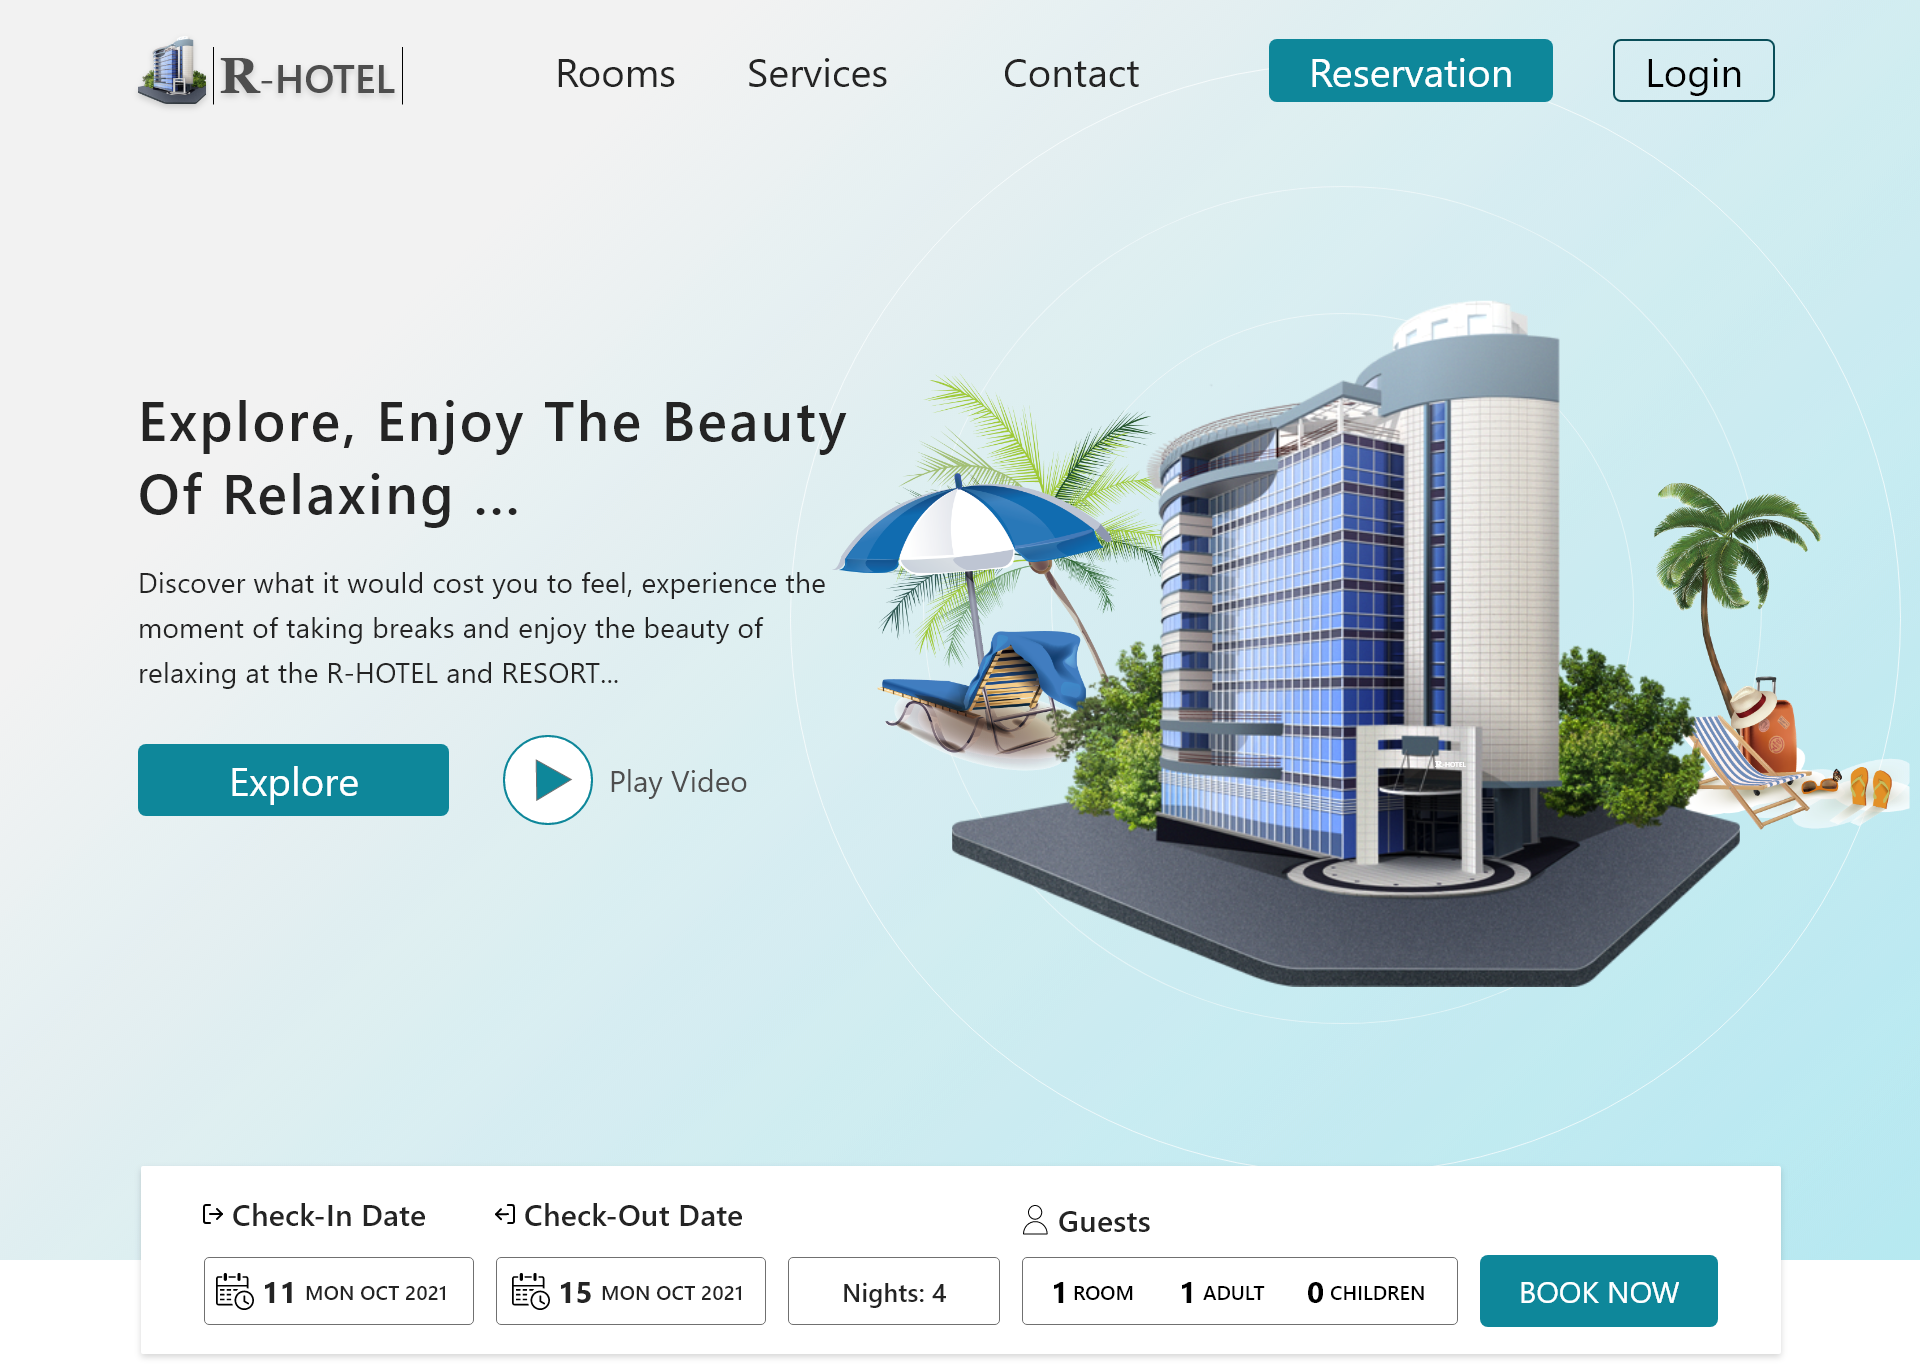 R-HOTEL
Rooms
Services
Contact
Reservation
Login
Explore, Enjoy The Beauty
Of Relaxing ...
Discover what it would cost you to feel, experience the
moment of taking breaks and enjoy the beauty of
relaxing at the R-HOTEL and RESORT...
Explore
Play Video
R-HOTEL
Check-In Date
Check-Out Date
Guests
11 MON OCT 2021
15 MON OCT 2021
Nights: 4
1 ROOM
1 ADULT
0 CHILDREN
BOOK NOW